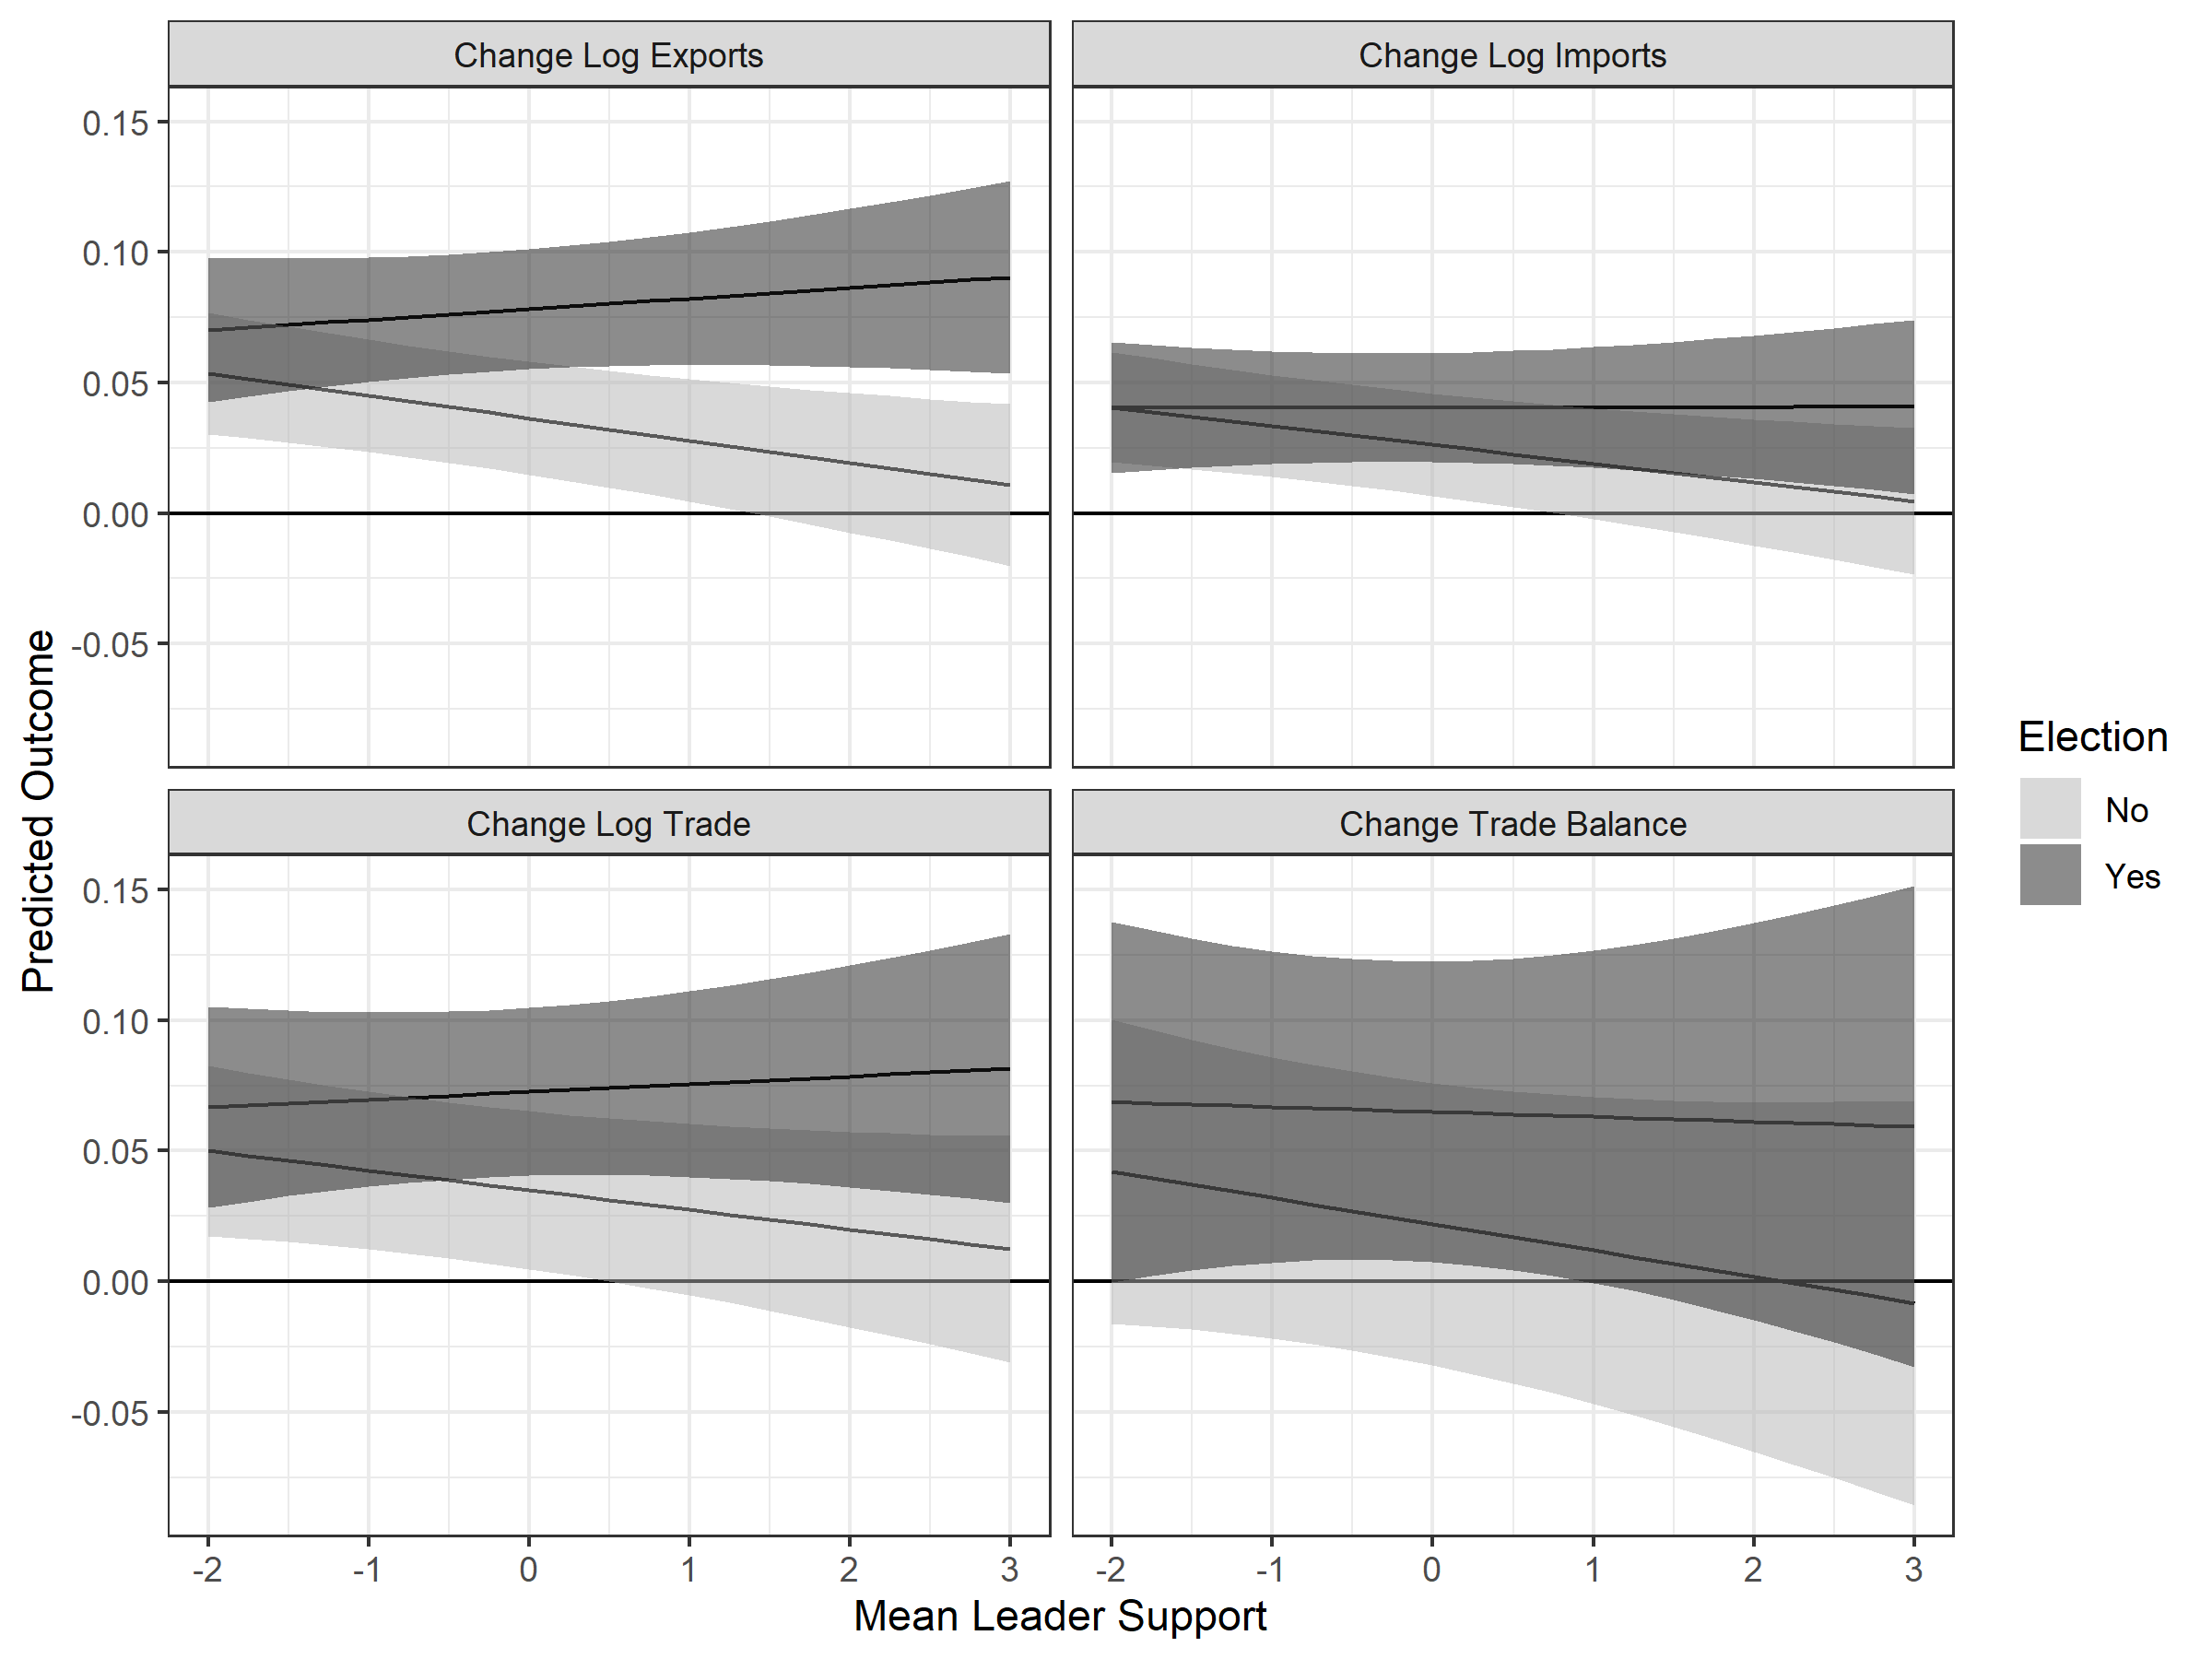 Change Log Exports
Change Log Imports
0.15
0.10
0.05
0.00
-0.05
Change Log Trade
Change Trade Balance
0.15
0.10
0.05
0.00
-0.05
-2 -1 0 1 2 3
-2 -1 0 1 2 3
Mean Leader Support
Predicted Outcome
Election
No
Yes